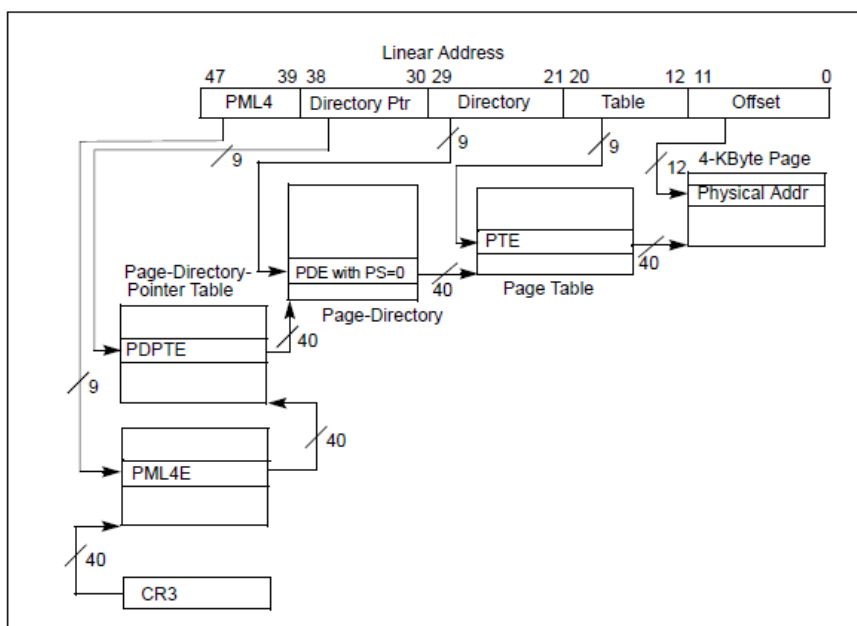 Linear Address
47 39 38 30 29 21 20 12 11 0
PML4 Directory Ptr Directory Table Offset
9 9 9 12 4-KByte Page
Physical Addr
PTE
40
PDE with PS=0
40
Page Table
Page-Directory-
Pointer Table
Page-Directory
40
PDPTE
9
40
PML4E
40
CR3